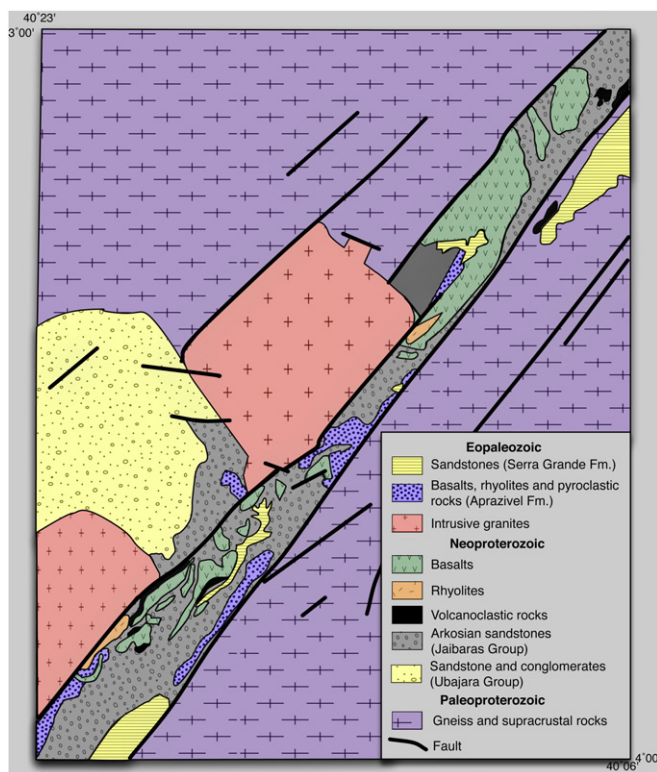 40°23'
3°00'
Eopaleozoic
Sandstones (Serra Grande Fm.)
Basalts, rhyolites and pyroclastic
rocks (Aprazivel Fm.)
Intrusive granites
Neoproterozoic
Basalts
Rhyolites
Volcanoclastic rocks
Arkosian sandstones
(Jaibaras Group)
Sandstone and conglomerates
(Ubajara Group)
Paleoproterozoic
Gneiss and supracrustal rocks
Fault
4°00'
40°06'